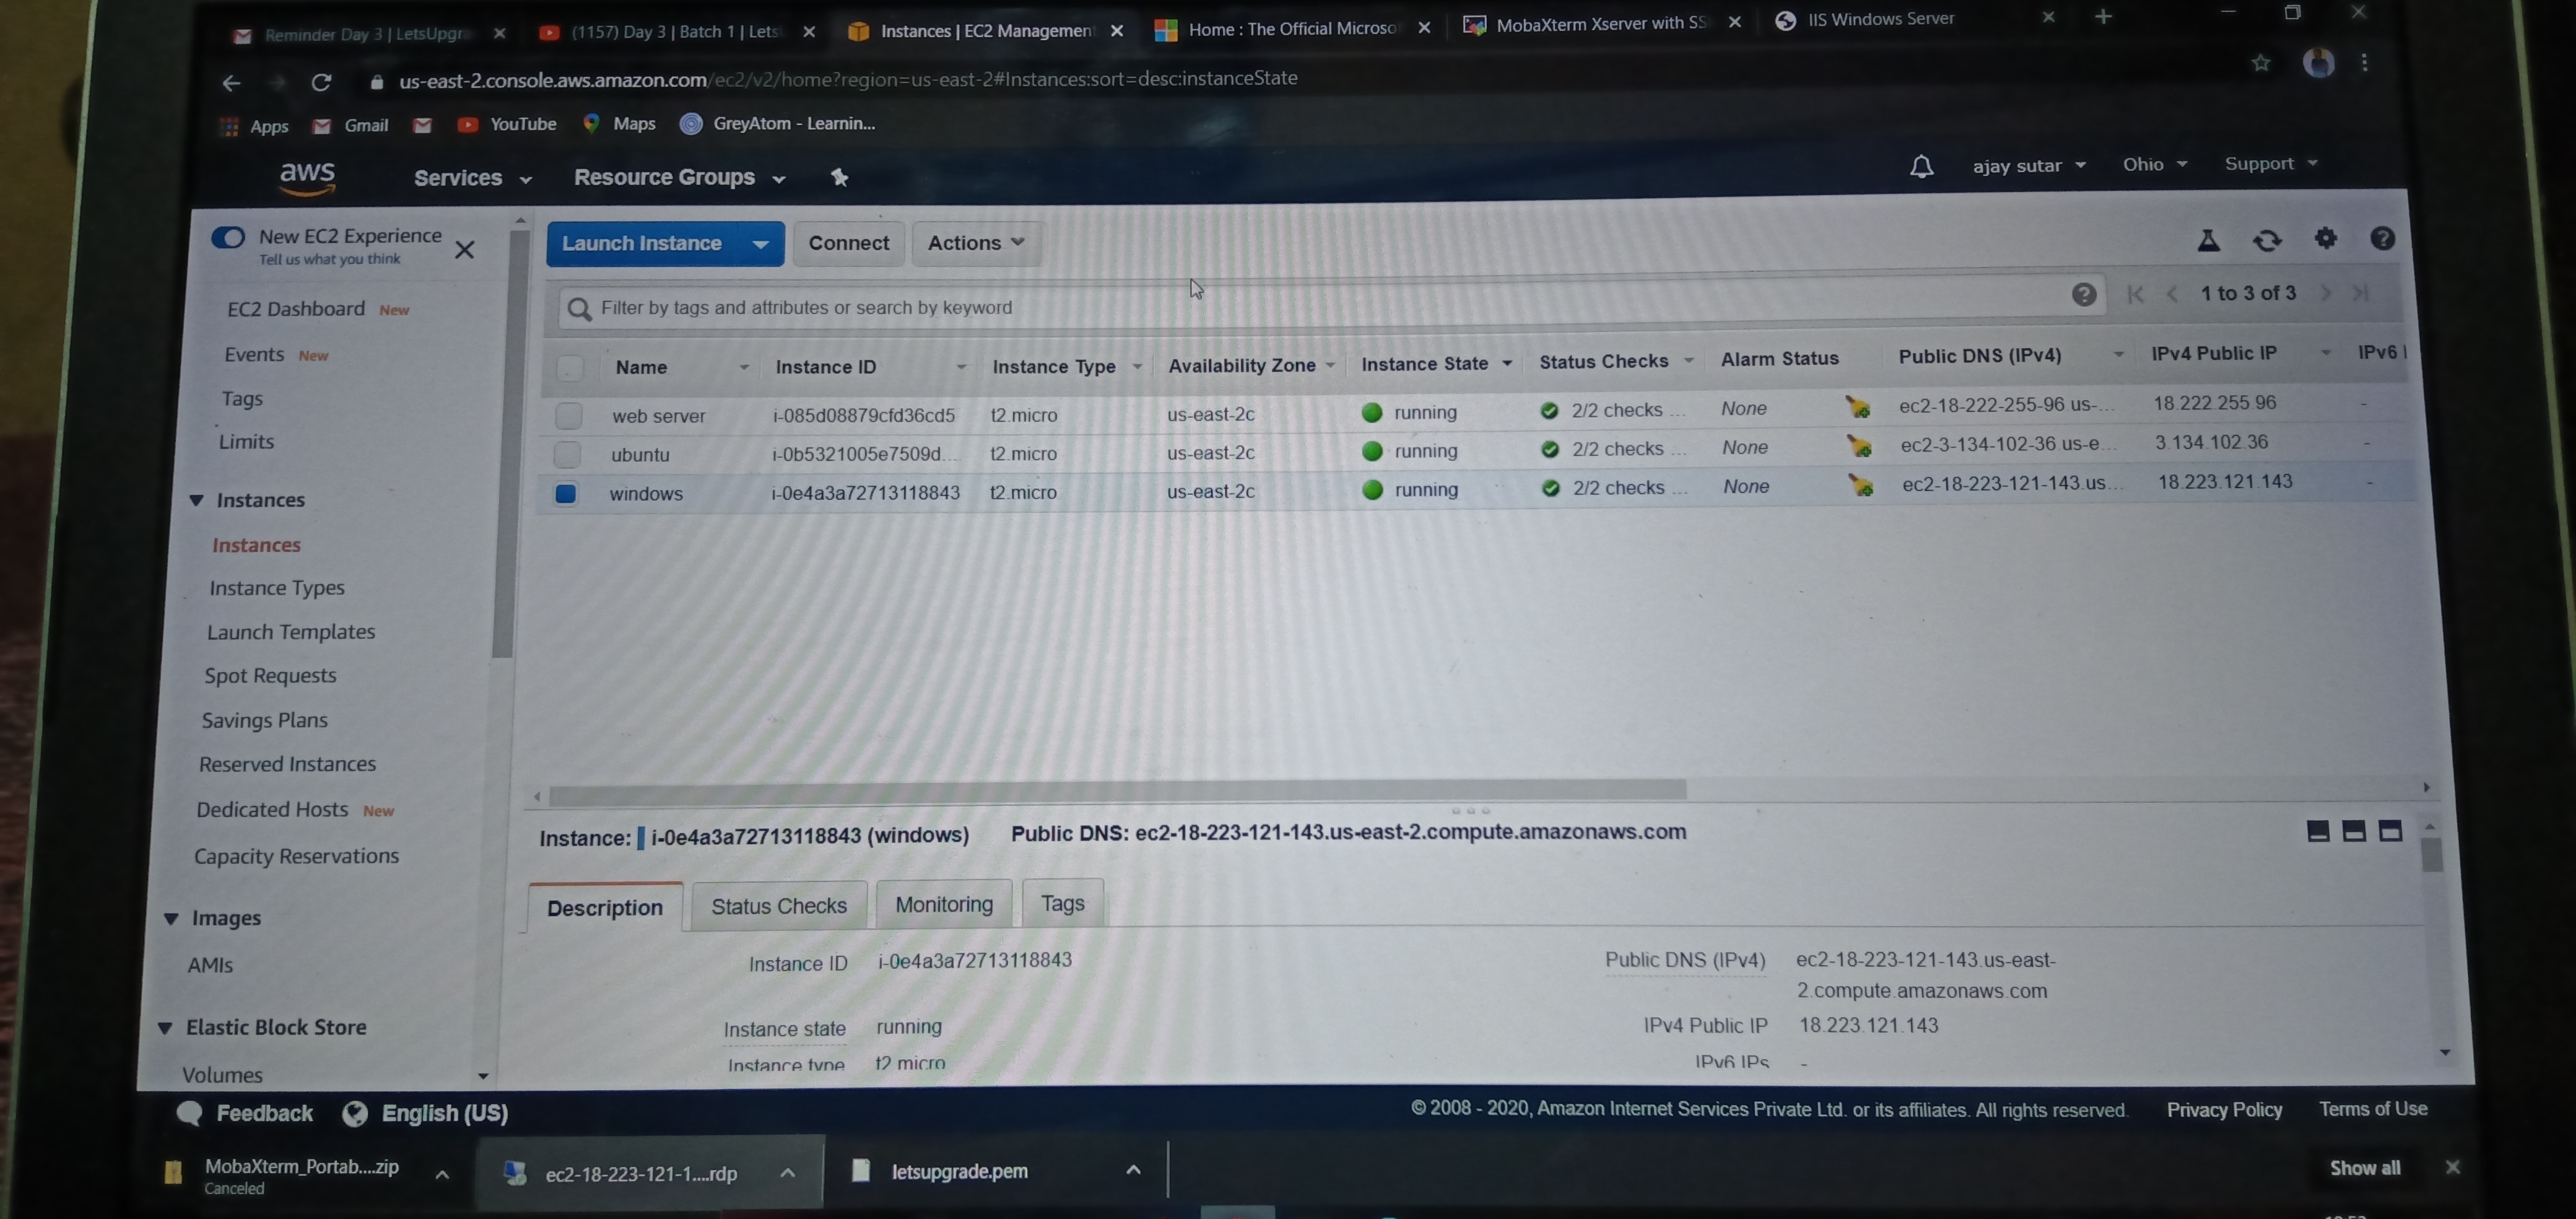 Reminder Day 3 | LetsUpgr
(1157) Day 3 | Batch 1 | Lets
Instances | EC2 Managemen
Home : The Official Microso
MobaXterm Xserver with SS
IIS Windows Server
us-east-2.console.aws.amazon.com/ec2/v2/home?region=us-east-2#Instances:sort=desc:instanceState
Apps Gmail YouTube Maps GreyAtom - Learnin...
aws Services Resource Groups ajay sutar Ohio Support
New EC2 Experience
Tell us what you think
EC2 Dashboard New
Events New
Tags
Limits
Instances
Instances
Instance Types
Launch Templates
Spot Requests
Savings Plans
Reserved Instances
Dedicated Hosts New
Capacity Reservations
Images
AMIs
Elastic Block Store
Volumes
Launch Instance Connect Actions
Filter by tags and attributes or search by keyword
1 to 3 of 3
Name Instance ID Instance Type Availability Zone Instance State Status Checks Alarm Status Public DNS (IPv4) IPv4 Public IP IPv6
web server i-085d08879cfd36cd5 t2.micro us-east-2c running 2/2 checks ... None ec2-18-222-255-96.us-... 18.222.255.96 -
ubuntu i-0b5321005e7509d... t2.micro us-east-2c running 2/2 checks ... None ec2-3-134-102-36.us-e... 3.134.102.36 -
windows i-0e4a3a72713118843 t2.micro us-east-2c running 2/2 checks ... None ec2-18-223-121-143.us... 18.223.121.143 -
Instance: i-0e4a3a72713118843 (windows) Public DNS: ec2-18-223-121-143.us-east-2.compute.amazonaws.com
Description Status Checks Monitoring Tags
Instance ID i-0e4a3a72713118843
Instance state running
Instance type t2.micro
Public DNS (IPv4) ec2-18-223-121-143.us-east-
2.compute.amazonaws.com
IPv4 Public IP 18.223.121.143
IPv6 IPs -
Feedback English (US)
© 2008 - 2020, Amazon Internet Services Private Ltd. or its affiliates. All rights reserved. Privacy Policy Terms of Use
MobaXterm_Portab....zip
Canceled
ec2-18-223-121-1....rdp
letsupgrade.pem
Show all